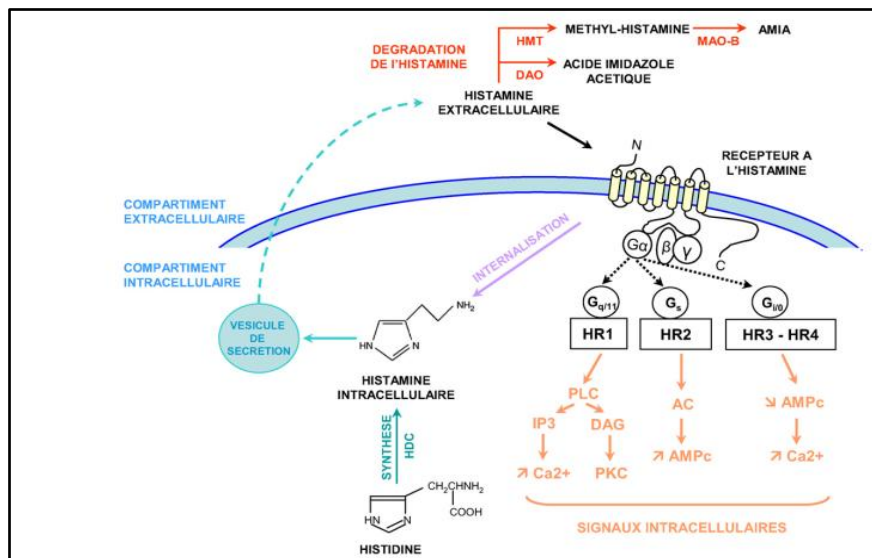 HMT
METHYL-HISTAMINE
MAO-B
AMIA
DEGRADATION
DE l'HISTAMINE
DAO
ACIDE IMIDAZOLE
ACETIQUE
HISTAMINE
EXTRACELLULAIRE
N
RECEPTEUR A
L'HISTAMINE
COMPARTIMENT
EXTRACELLULAIRE
COMPARTIMENT
INTRACELLULAIRE
INTERNALISATION
Gα
β
γ
C
VESICULE
DE
SECRETION
NH2
HN
N
HISTAMINE
INTRACELLULAIRE
Gq/11
Gs
Gi/0
HR1
HR2
HR3 - HR4
PLC
AC
↘ AMPc
IP3
DAG
↗ Ca2+
PKC
↗ AMPc
↗ Ca2+
SYNTHESE
HDC
C2CHNH2
COOH
HN
N
HISTIDINE
SIGNAUX INTRACELLULAIRES